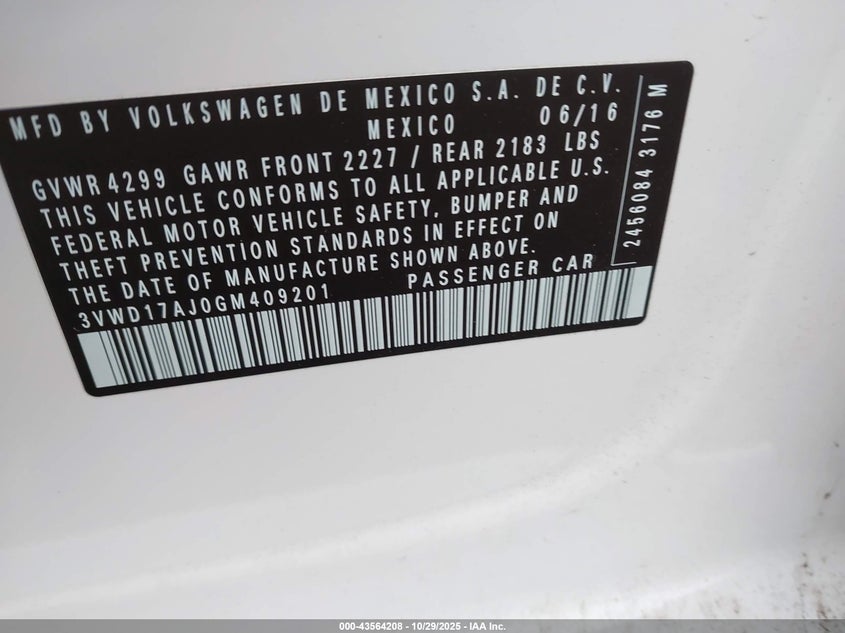 MFD BY VOLKSWAGEN DE MEXICO S.A. DE C.V.
MEXICO 06/16
GVWR 4299 GAWR FRONT 2227 / REAR 2183 LBS
THIS VEHICLE CONFORMS TO ALL APPLICABLE U.S.
FEDERAL MOTOR VEHICLE SAFETY, BUMPER AND
THEFT PREVENTION STANDARDS IN EFFECT ON
THE DATE OF MANUFACTURE SHOWN ABOVE.
3VWD17AJ0GM409201 PASSENGER CAR
2456084 3176 M
000-43564208 - 10/29/2025 - IAA Inc.